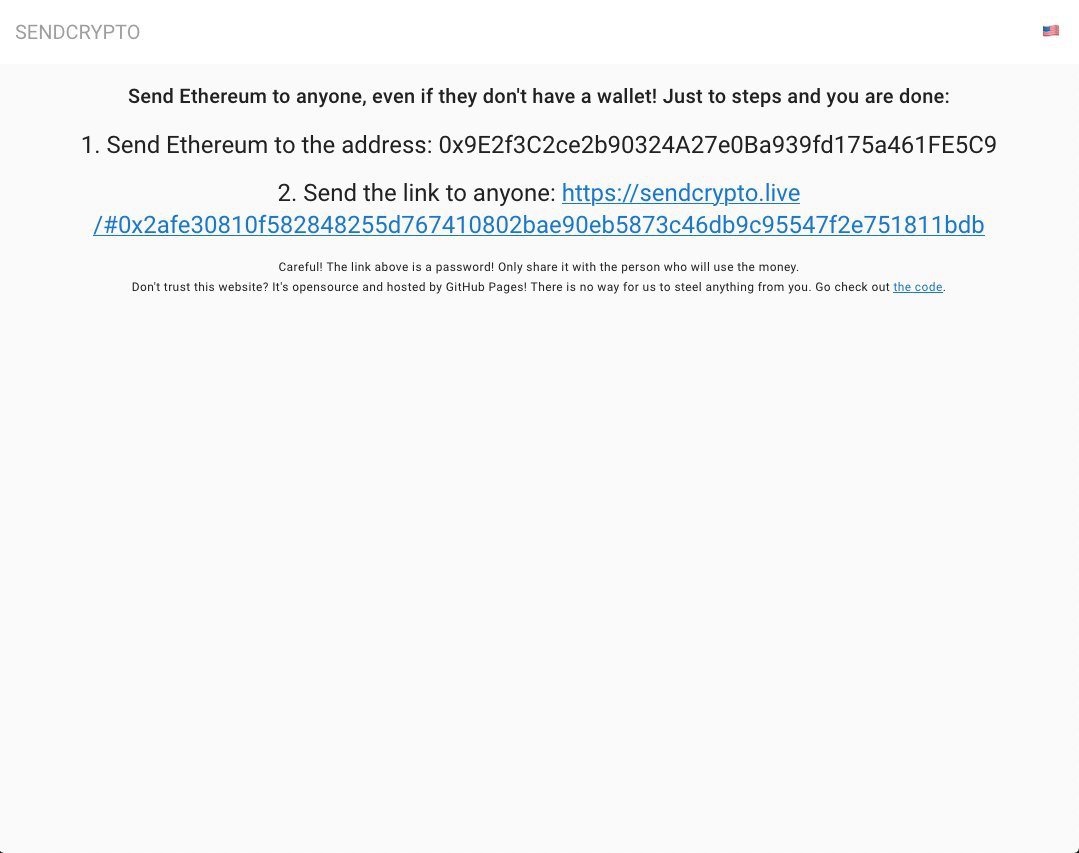 SENDCRYPTO
Send Ethereum to anyone, even if they don't have a wallet! Just to steps and you are done:
1. Send Ethereum to the address: 0x9E2f3C2ce2b90324A27e0Ba939fd175a461FE5C9
2. Send the link to anyone: https://sendcrypto.live
/#0x2afe30810f582848255d767410802bae90eb5873c46db9c95547f2e751811bdb
Careful! The link above is a password! Only share it with the person who will use the money.
Don't trust this website? It's opensource and hosted by GitHub Pages! There is no way for us to steel anything from you. Go check out the code.